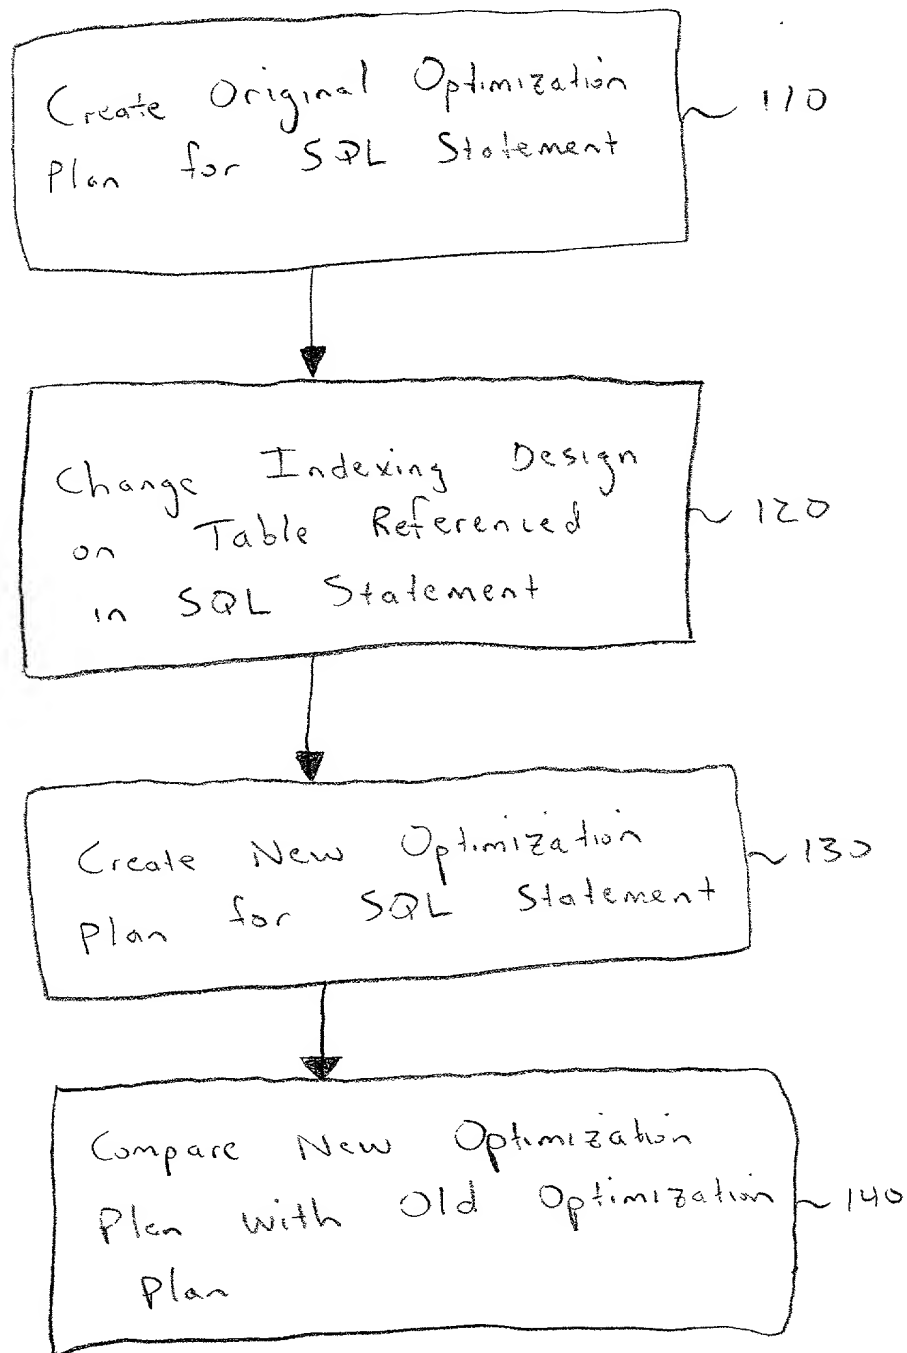 Create Original Optimization
Plan for SQL Statement
110
Change Indexing Design
on Table Referenced
in SQL Statement
120
Create New Optimization
Plan for SQL Statement
130
Compare New Optimization
Plan with Old Optimization
Plan
140